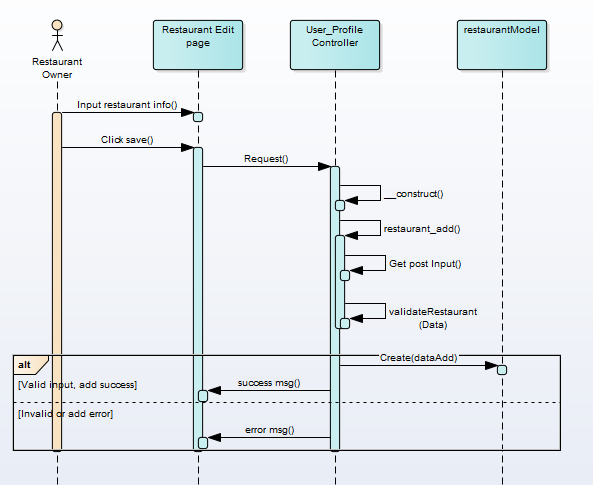 Restaurant Edit
page
User_Profile
Controller
restaurantModel
Restaurant
Owner
Input restaurant info()
Click save()
Request()
__construct()
restaurant_add()
Get post Input()
validateRestaurant
(Data)
alt
Create(dataAdd)
[Valid input, add success]
success msg()
[Invalid or add error]
error msg()